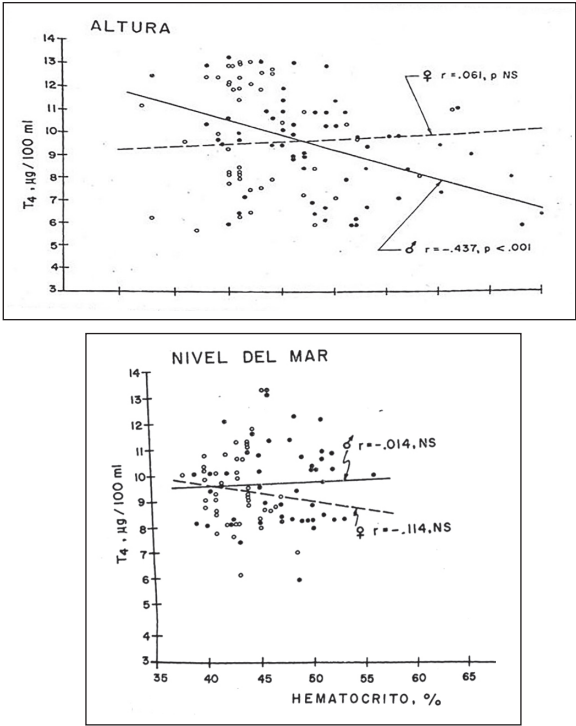 ALTURA
14
13
12
11
10
9
8
7
6
5
4
3
T4, µg/100 ml
♀ r=.061, p NS
♂ r=-.437, p <.001
NIVEL DEL MAR
14
13
12
11
10
9
8
7
6
5
4
3
T4, µg/100 ml
♂ r=-.014, NS
♀ r=-.114, NS
35 40 45 50 55 60 65
HEMATOCRITO, %